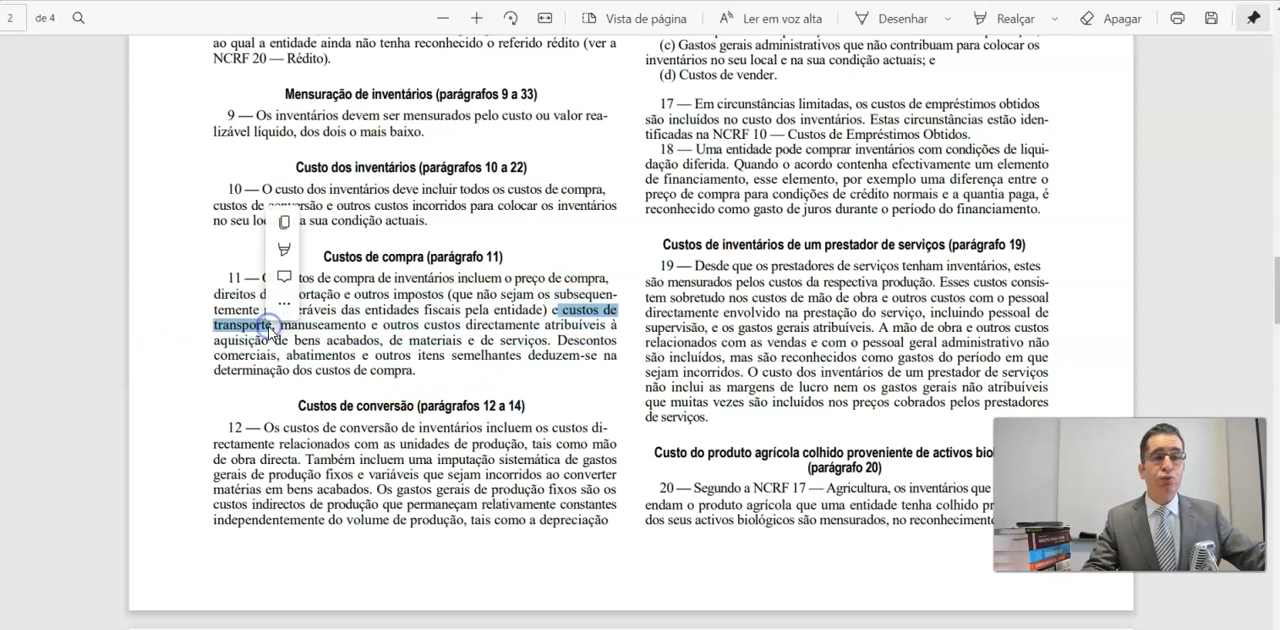 2
de 4
Vista de página
Ler em voz alta
Desenhar
Realçar
Apagar
ao qual a entidade ainda não tenha reconhecido o referido rédito (ver a
NCRF 20 — Rédito).
Mensuração de inventários (parágrafos 9 a 33)
9 — Os inventários devem ser mensurados pelo custo ou valor rea-
lizável líquido, dos dois o mais baixo.
Custo dos inventários (parágrafos 10 a 22)
10 — O custo dos inventários deve incluir todos os custos de compra,
custos de conversão e outros custos incorridos para colocar os inventários
no seu a sua condição actuais.
Custos de compra (parágrafo 11)
11 — de compra de inventários incluem o preço de compra,
direitos e outros impostos (que não sejam os subsequen-
temente das entidades fiscais pela entidade) e custos de
transporte, manuseamento e outros custos directamente atribuíveis à
aquisição de bens acabados, de materiais e de serviços. Descontos
comerciais, abatimentos e outros itens semelhantes deduzem-se na
determinação dos custos de compra.
Custos de conversão (parágrafos 12 a 14)
12 — Os custos de conversão de inventários incluem os custos di-
rectamente relacionados com as unidades de produção, tais como mão
de obra directa. Também incluem uma imputação sistemática de gastos
gerais de produção fixos e variáveis que sejam incorridos ao converter
matérias em bens acabados. Os gastos gerais de produção fixos são os
custos indirectos de produção que permaneçam relativamente constantes
independentemente do volume de produção, tais como a depreciação
(c) Gastos gerais administrativos que não contribuam para colocar os
inventários no seu local e na sua condição actuais; e
(d) Custos de vender.
17 — Em circunstâncias limitadas, os custos de empréstimos obtidos
são incluídos no custo dos inventários. Estas circunstâncias estão iden-
tificadas na NCRF 10 — Custos de Empréstimos Obtidos.
18 — Uma entidade pode comprar inventários com condições de liqui-
dação diferida. Quando o acordo contenha efectivamente um elemento
de financiamento, esse elemento, por exemplo uma diferença entre o
preço de compra para condições de crédito normais e a quantia paga, é
reconhecido como gasto de juros durante o período do financiamento.
Custos de inventários de um prestador de serviços (parágrafo 19)
19 — Desde que os prestadores de serviços tenham inventários, estes
são mensurados pelos custos da respectiva produção. Esses custos consis-
tem sobretudo nos custos de mão de obra e outros custos com o pessoal
directamente envolvido na prestação do serviço, incluindo pessoal de
supervisão, e os gastos gerais atribuíveis. A mão de obra e outros custos
relacionados com as vendas e com o pessoal geral administrativo não
são incluídos, mas são reconhecidos como gastos do período em que
sejam incorridos. O custo dos inventários de um prestador de serviços
não inclui as margens de lucro nem os gastos gerais não atribuíveis
que muitas vezes são incluídos nos preços cobrados pelos prestadores
de serviços.
Custo do produto agrícola colhido proveniente de activos
(parágrafo 20)
20 — Segundo a NCRF 17 — Agricultura, os inventários que
endam o produto agrícola que uma entidade tenha colhido
dos seus activos biológicos são mensurados, no reconhecimento